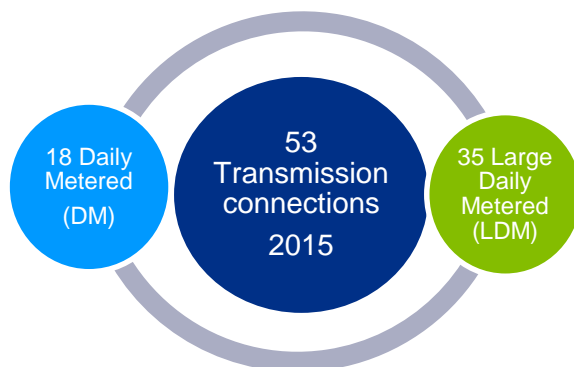 18 Daily
Metered
(DM)
53
Transmission
connections
2015
35 Large
Daily
Metered
(LDM)